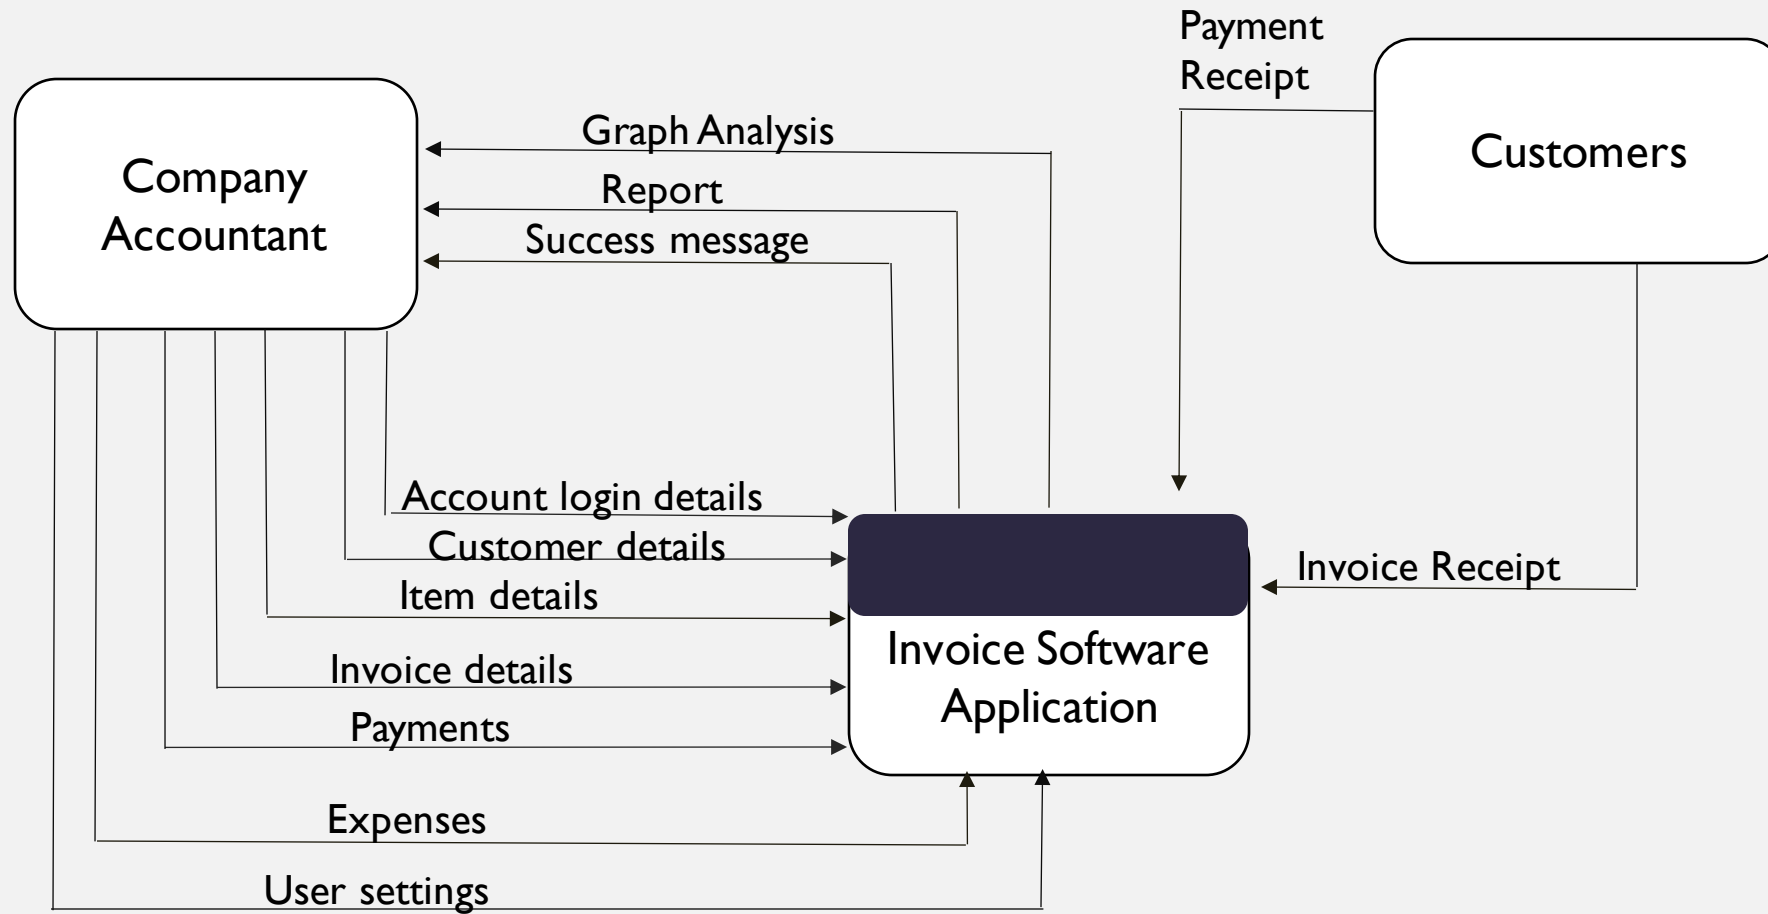 Payment
Receipt
Customers
Company
Accountant
Graph Analysis
Report
Success message
Account login details
Customer details
Item details
Invoice details
Payments
Expenses
User settings
Invoice Receipt
Invoice Software
Application